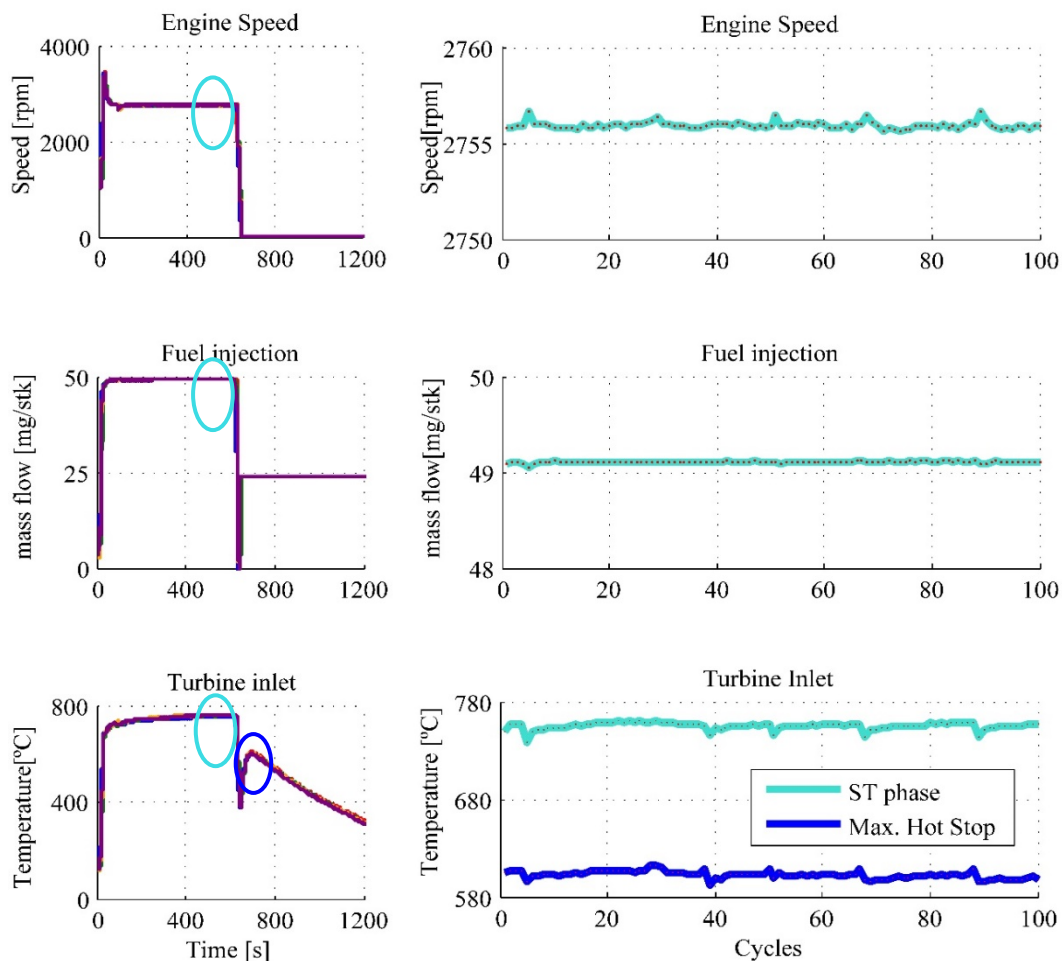 Engine Speed
Speed [rpm]
4000
2000
0
0 400 800 1200
Engine Speed
Speed[rpm]
2760
2755
2750
0 20 40 60 80 100
Fuel injection
mass flow [mg/stk]
50
25
0
0 400 800 1200
Fuel injection
mass flow[mg/stk]
50
49
48
0 20 40 60 80 100
Turbine inlet
Temperature[ºC]
800
400
0
0 400 800 1200
Time [s]
Turbine Inlet
Temperature [ºC]
780
680
580
ST phase
Max. Hot Stop
0 20 40 60 80 100
Cycles